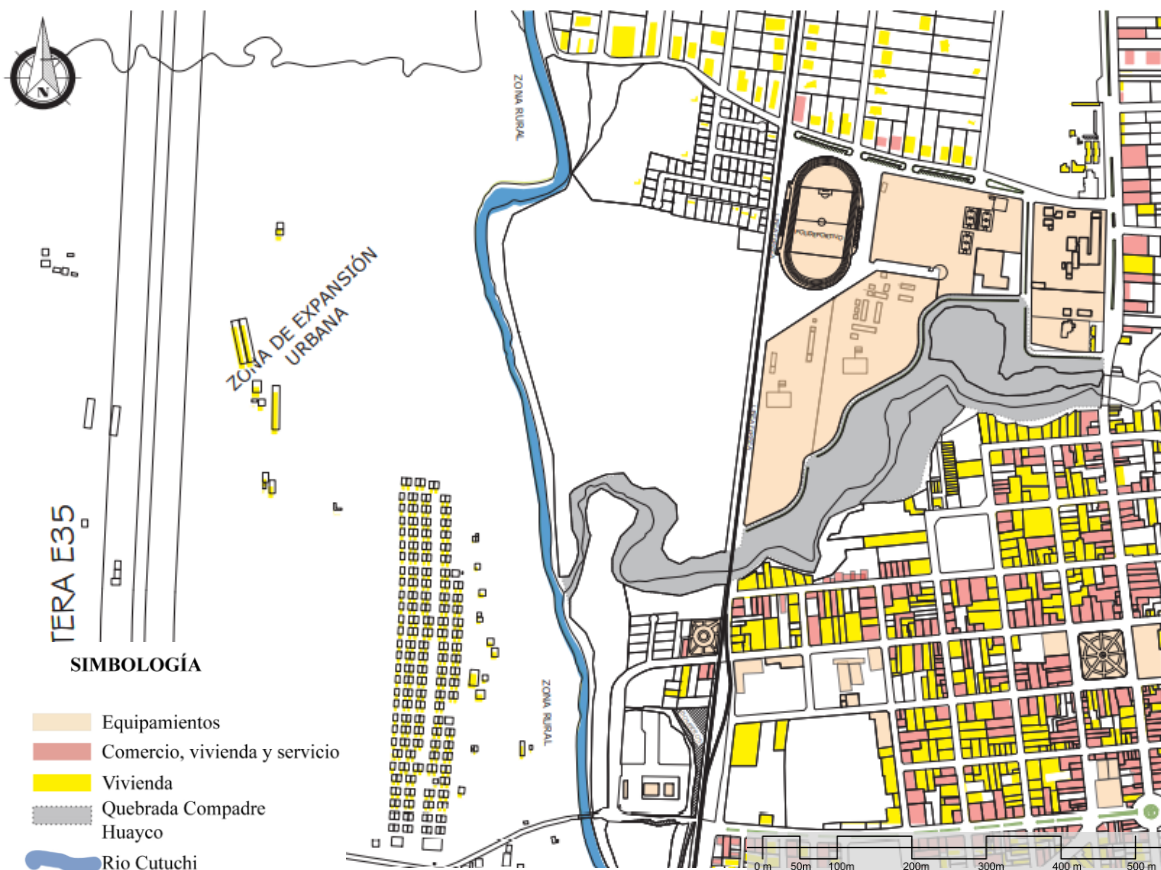 N
ZONA RURAL
POLIDEPORTIVO
ZONA DE EXPANSIÓN
URBANA
TERA E35
ZONA RURAL
SIMBOLOGÍA
Equipamientos
Comercio, vivienda y servicio
Vivienda
Quebrada Compadre
Huayco
Rio Cutuchi
0 m 50m 100m 200m 300m 400 m 500 m